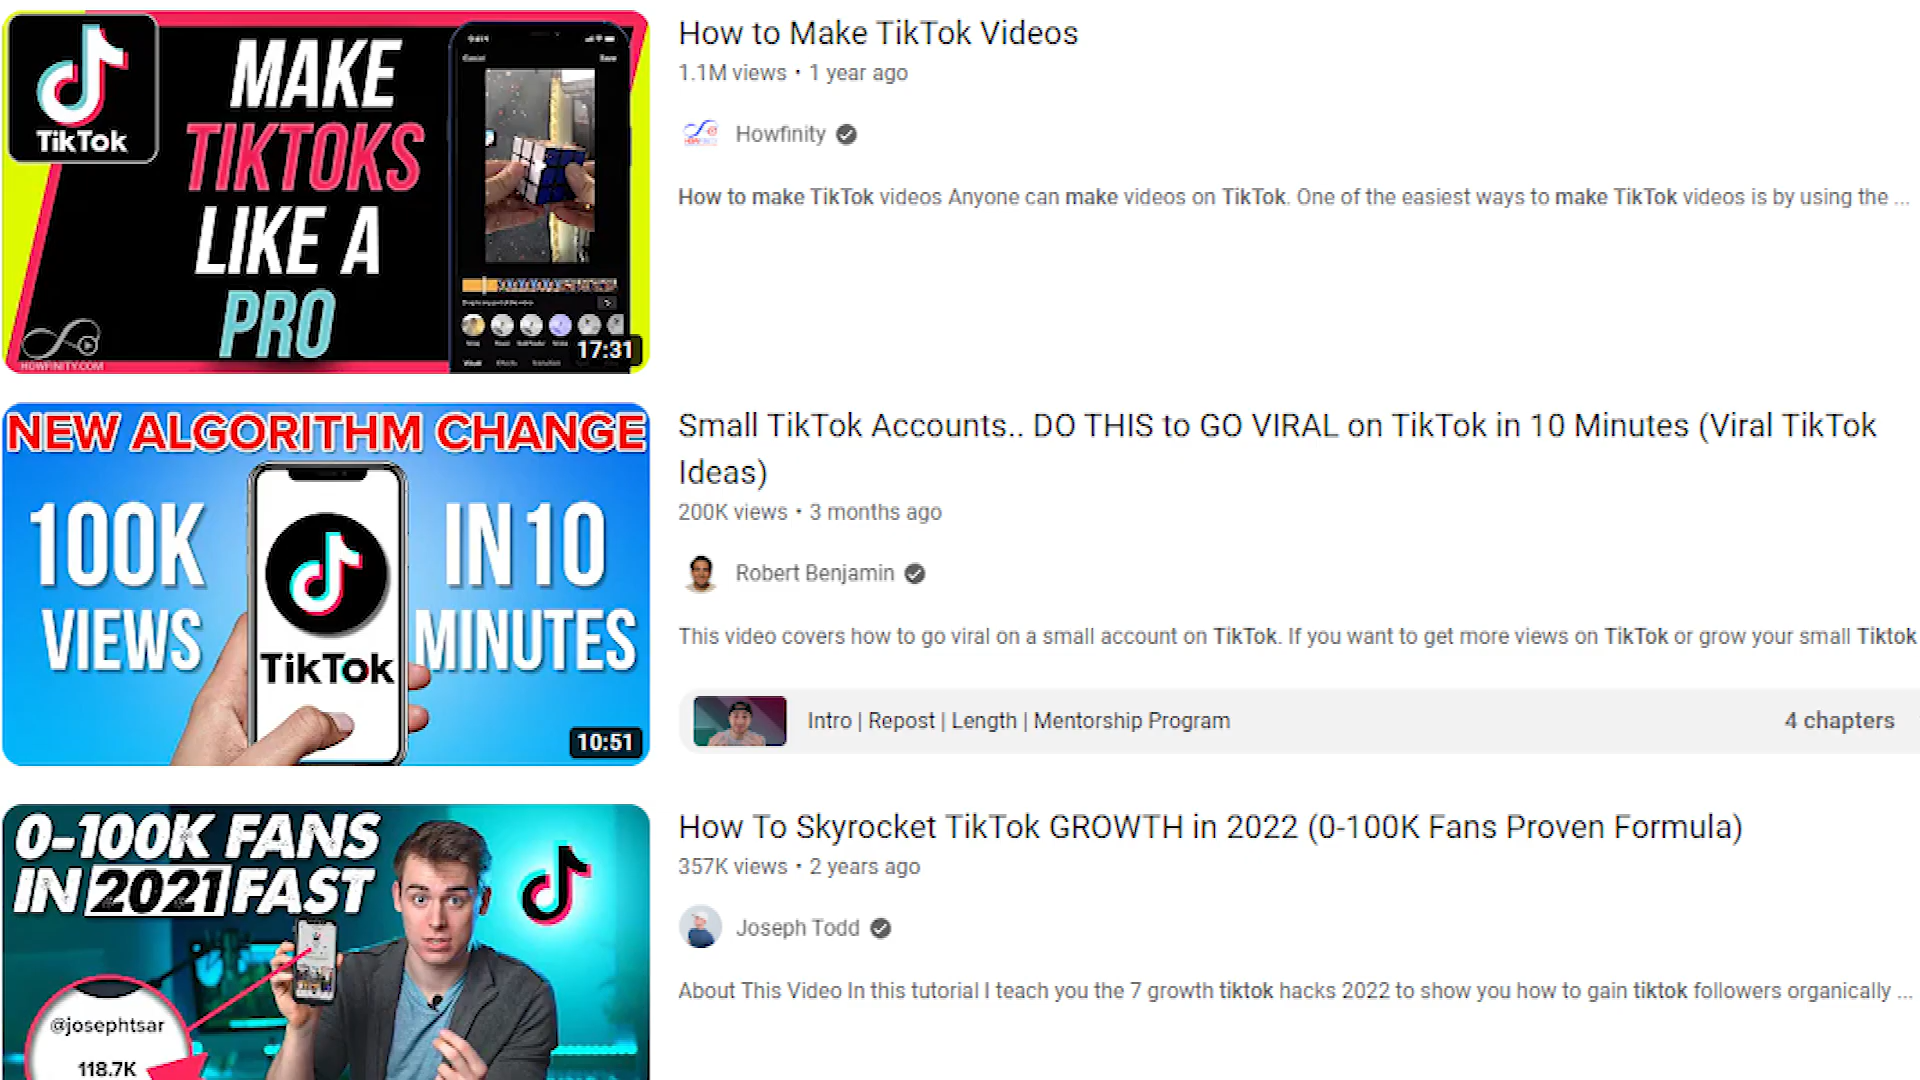 TikTok
MAKE
TIKTOKS
LIKE A
PRO
HOWFINITY.COM
Cancel
Save
17:31
How to Make TikTok Videos
1.1M views • 1 year ago
Howfinity
How to make TikTok videos Anyone can make videos on TikTok. One of the easiest ways to make TikTok videos is by using the ...
NEW ALGORITHM CHANGE
100K
VIEWS
IN 10
MINUTES
TikTok
10:51
Small TikTok Accounts.. DO THIS to GO VIRAL on TikTok in 10 Minutes (Viral TikTok
Ideas)
200K views • 3 months ago
Robert Benjamin
This video covers how to go viral on a small account on TikTok. If you want to get more views on TikTok or grow your small Tiktok
Intro | Repost | Length | Mentorship Program
4 chapters
0-100K FANS
IN 2021 FAST
@josephtsar
118.7K
How To Skyrocket TikTok GROWTH in 2022 (0-100K Fans Proven Formula)
357K views • 2 years ago
Joseph Todd
About This Video In this tutorial I teach you the 7 growth tiktok hacks 2022 to show you how to gain tiktok followers organically ...